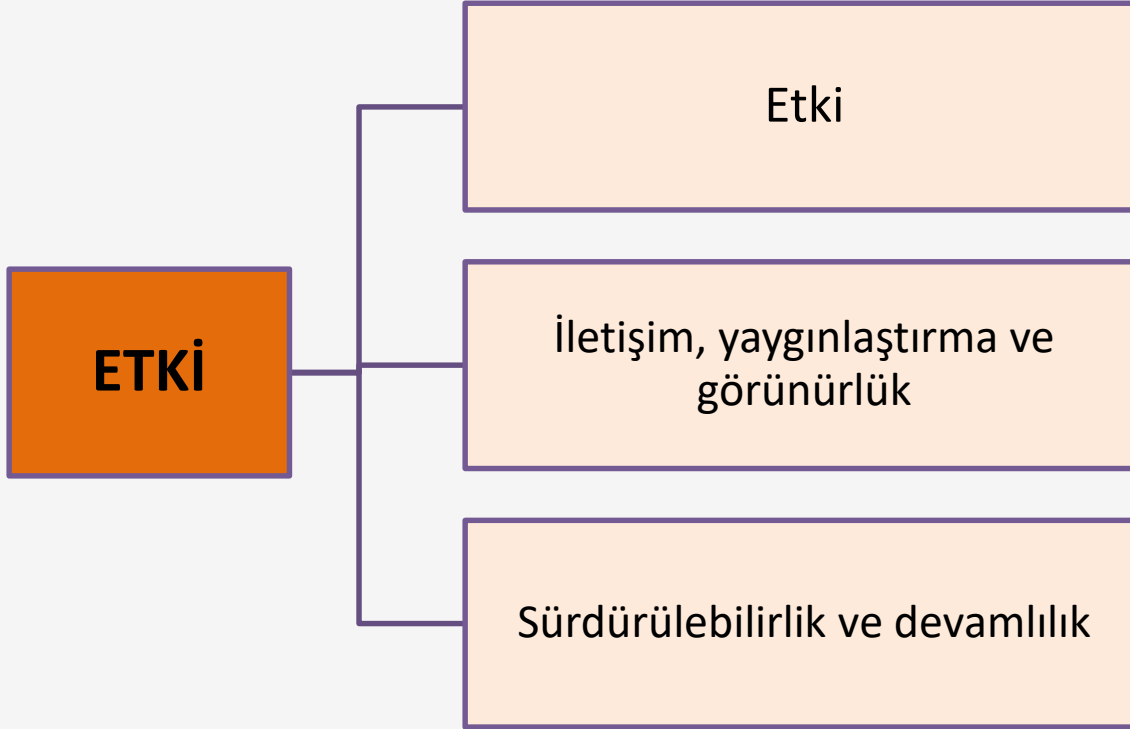 Etki
ETKİ
İletişim, yaygınlaştırma ve
görünürlük
Sürdürülebilirlik ve devamlılık